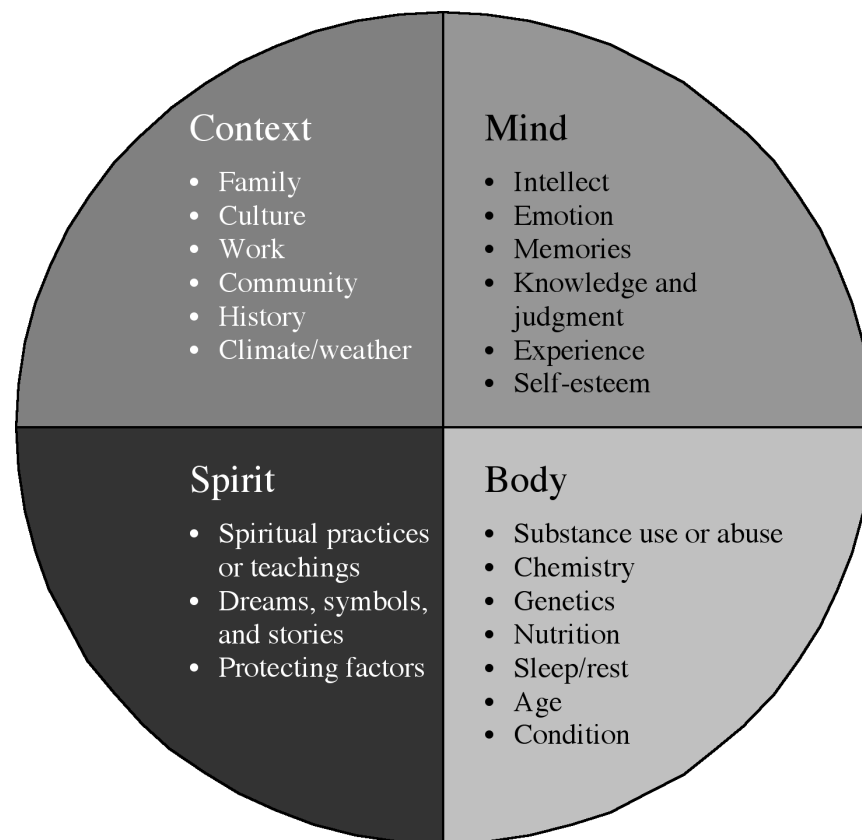 Context
• Family
• Culture
• Work
• Community
• History
• Climate/weather
Mind
• Intellect
• Emotion
• Memories
• Knowledge and
judgment
• Experience
• Self-esteem
Spirit
• Spiritual practices
or teachings
• Dreams, symbols,
and stories
• Protecting factors
Body
• Substance use or abuse
• Chemistry
• Genetics
• Nutrition
• Sleep/rest
• Age
• Condition